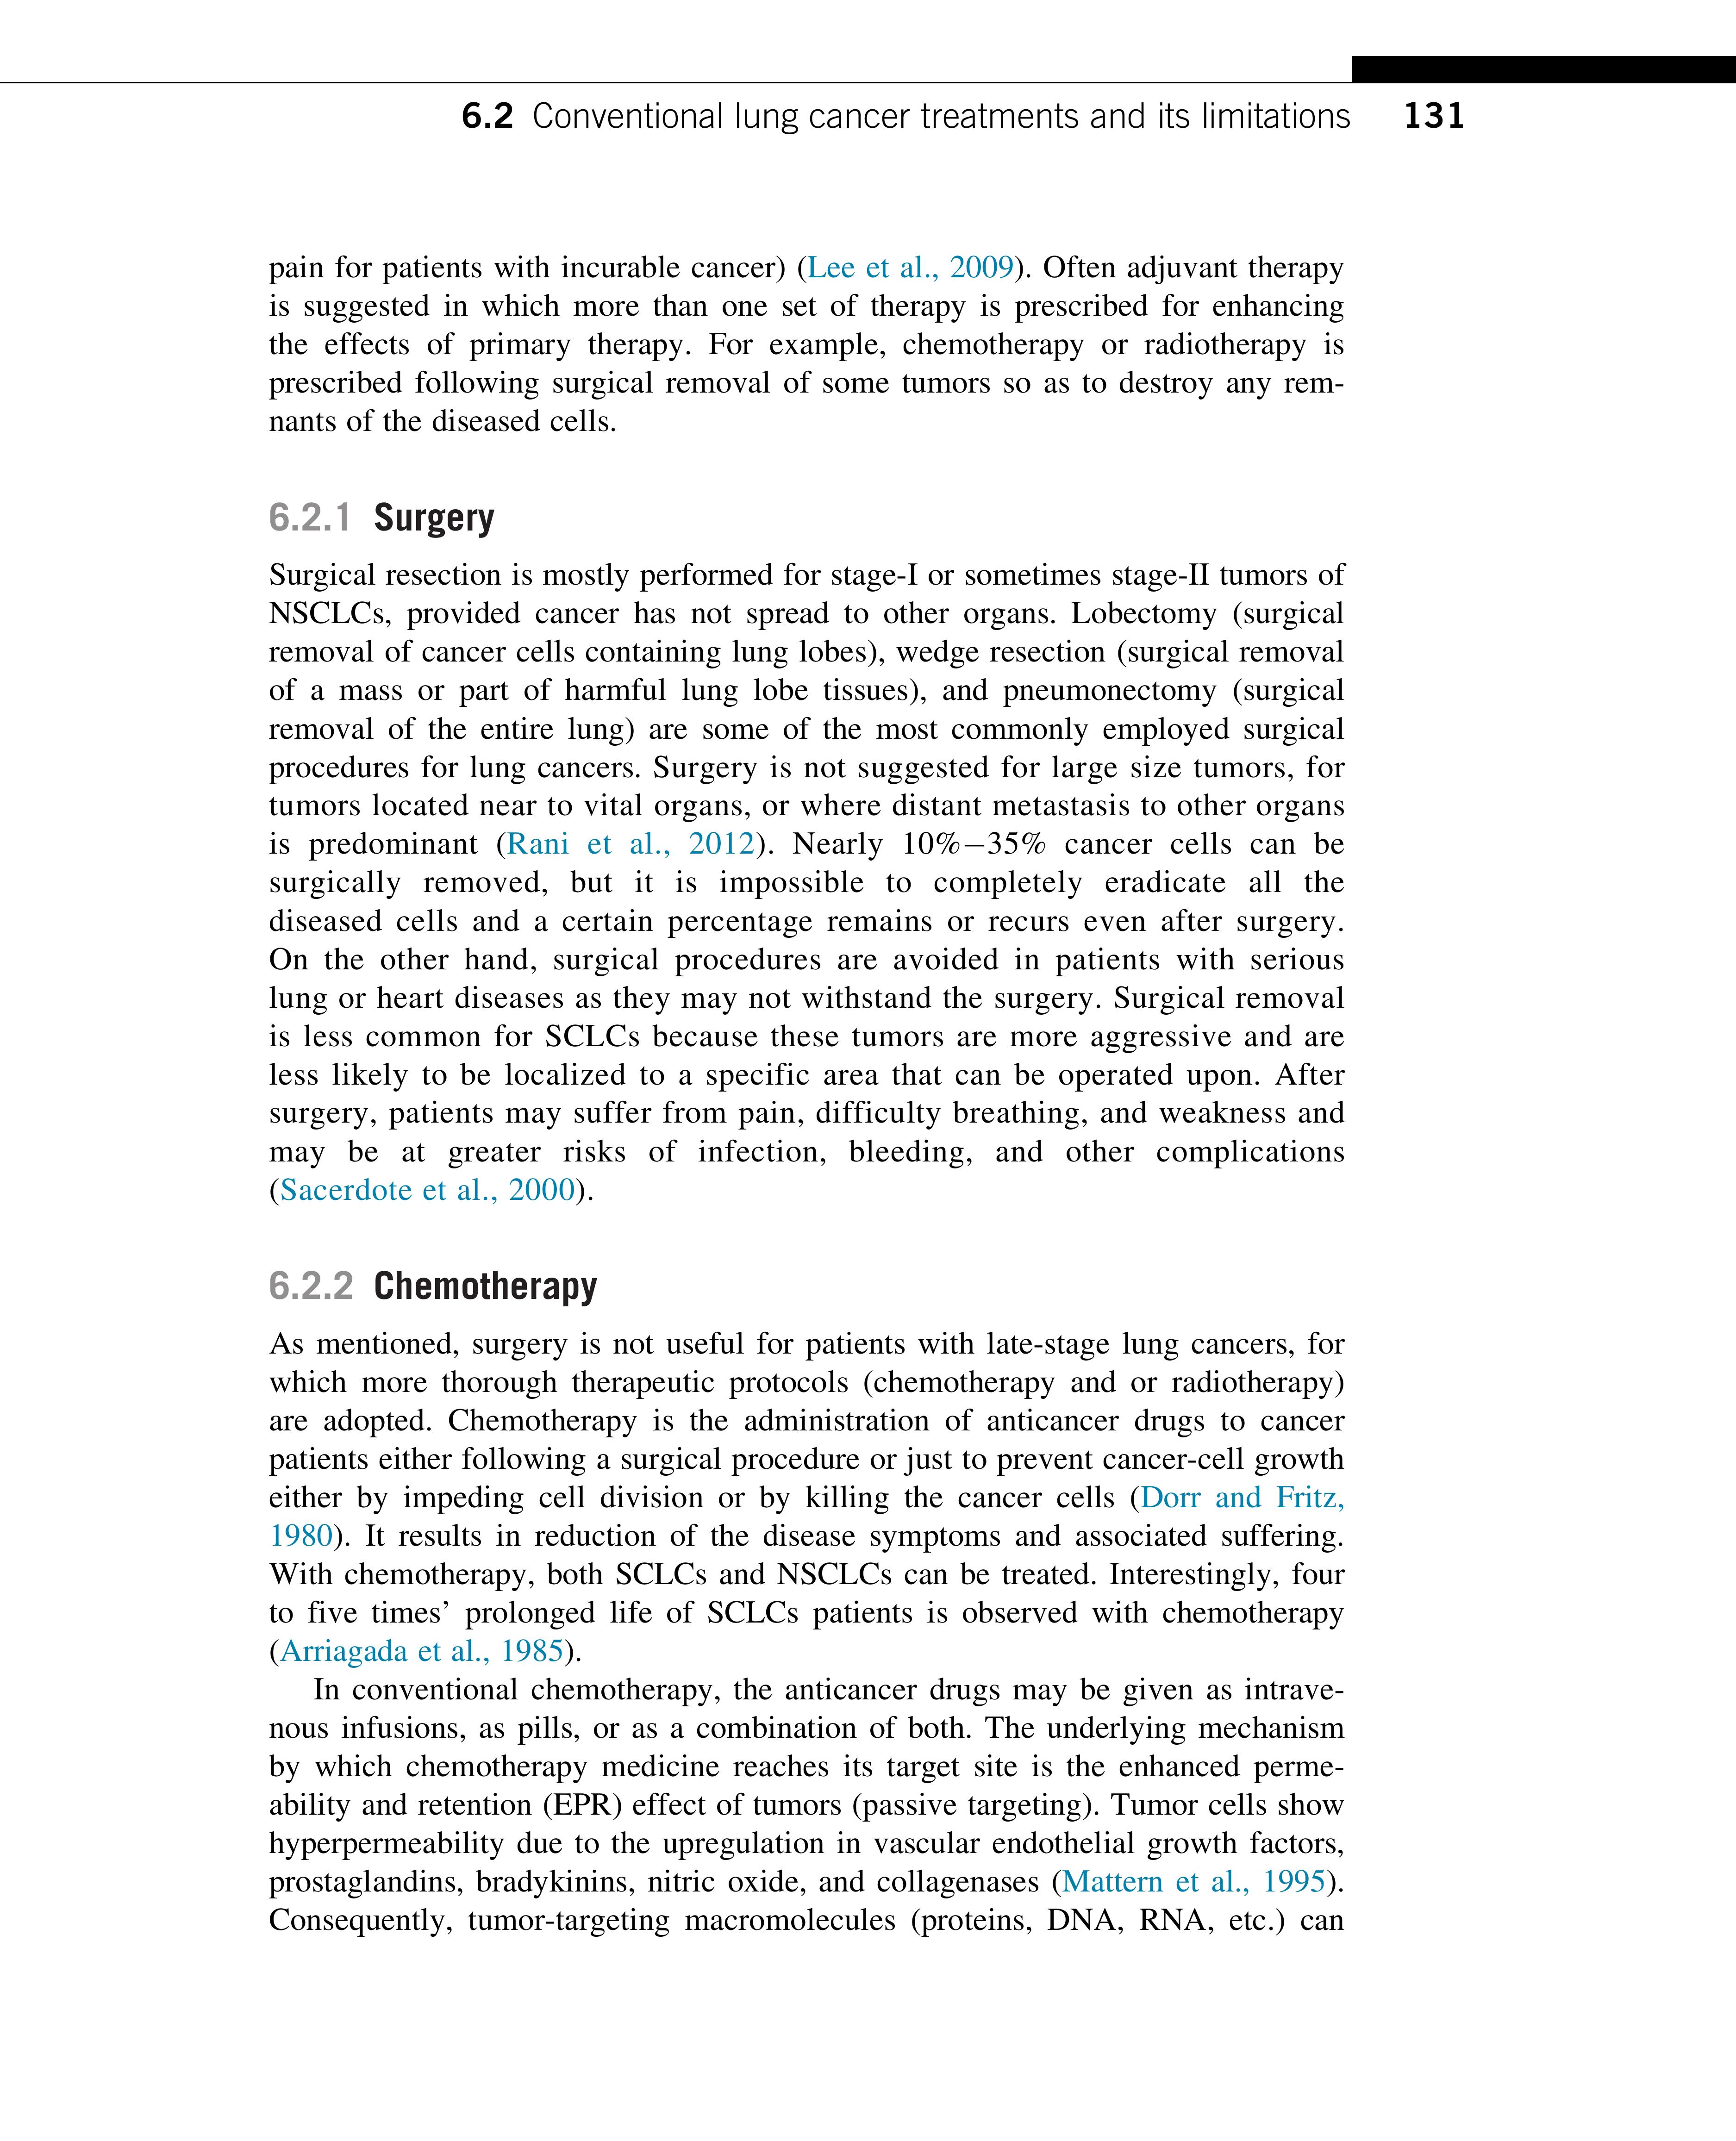 6.2 Conventional lung cancer treatments and its limitations 131
pain for patients with incurable cancer) (Lee et al., 2009). Often adjuvant therapy
is suggested in which more than one set of therapy is prescribed for enhancing
the effects of primary therapy. For example, chemotherapy or radiotherapy is
prescribed following surgical removal of some tumors so as to destroy any rem-
nants of the diseased cells.
6.2.1 Surgery
Surgical resection is mostly performed for stage-I or sometimes stage-II tumors of
NSCLCs, provided cancer has not spread to other organs. Lobectomy (surgical
removal of cancer cells containing lung lobes), wedge resection (surgical removal
of a mass or part of harmful lung lobe tissues), and pneumonectomy (surgical
removal of the entire lung) are some of the most commonly employed surgical
procedures for lung cancers. Surgery is not suggested for large size tumors, for
tumors located near to vital organs, or where distant metastasis to other organs
is predominant (Rani et al., 2012). Nearly 10%−35% cancer cells can be
surgically removed, but it is impossible to completely eradicate all the
diseased cells and a certain percentage remains or recurs even after surgery.
On the other hand, surgical procedures are avoided in patients with serious
lung or heart diseases as they may not withstand the surgery. Surgical removal
is less common for SCLCs because these tumors are more aggressive and are
less likely to be localized to a specific area that can be operated upon. After
surgery, patients may suffer from pain, difficulty breathing, and weakness and
may be at greater risks of infection, bleeding, and other complications
(Sacerdote et al., 2000).
6.2.2 Chemotherapy
As mentioned, surgery is not useful for patients with late-stage lung cancers, for
which more thorough therapeutic protocols (chemotherapy and or radiotherapy)
are adopted. Chemotherapy is the administration of anticancer drugs to cancer
patients either following a surgical procedure or just to prevent cancer-cell growth
either by impeding cell division or by killing the cancer cells (Dorr and Fritz,
1980). It results in reduction of the disease symptoms and associated suffering.
With chemotherapy, both SCLCs and NSCLCs can be treated. Interestingly, four
to five times’ prolonged life of SCLCs patients is observed with chemotherapy
(Arriagada et al., 1985).
In conventional chemotherapy, the anticancer drugs may be given as intrave-
nous infusions, as pills, or as a combination of both. The underlying mechanism
by which chemotherapy medicine reaches its target site is the enhanced perme-
ability and retention (EPR) effect of tumors (passive targeting). Tumor cells show
hyperpermeability due to the upregulation in vascular endothelial growth factors,
prostaglandins, bradykinins, nitric oxide, and collagenases (Mattern et al., 1995).
Consequently, tumor-targeting macromolecules (proteins, DNA, RNA, etc.) can